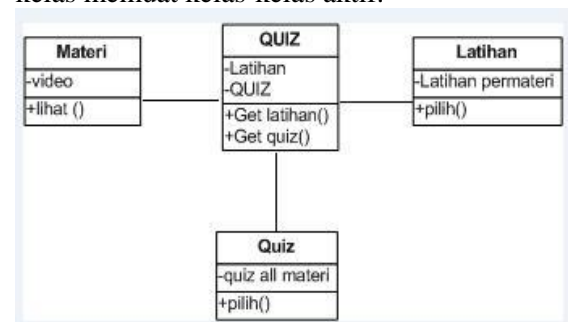 kelas memuat kelas-kelas aktif.
Materi
-video
+lihat ()
QUIZ
-Latihan
-QUIZ
+Get latihan()
+Get quiz()
Latihan
-Latihan permateri
+pilih()
Quiz
-quiz all materi
+pilih()